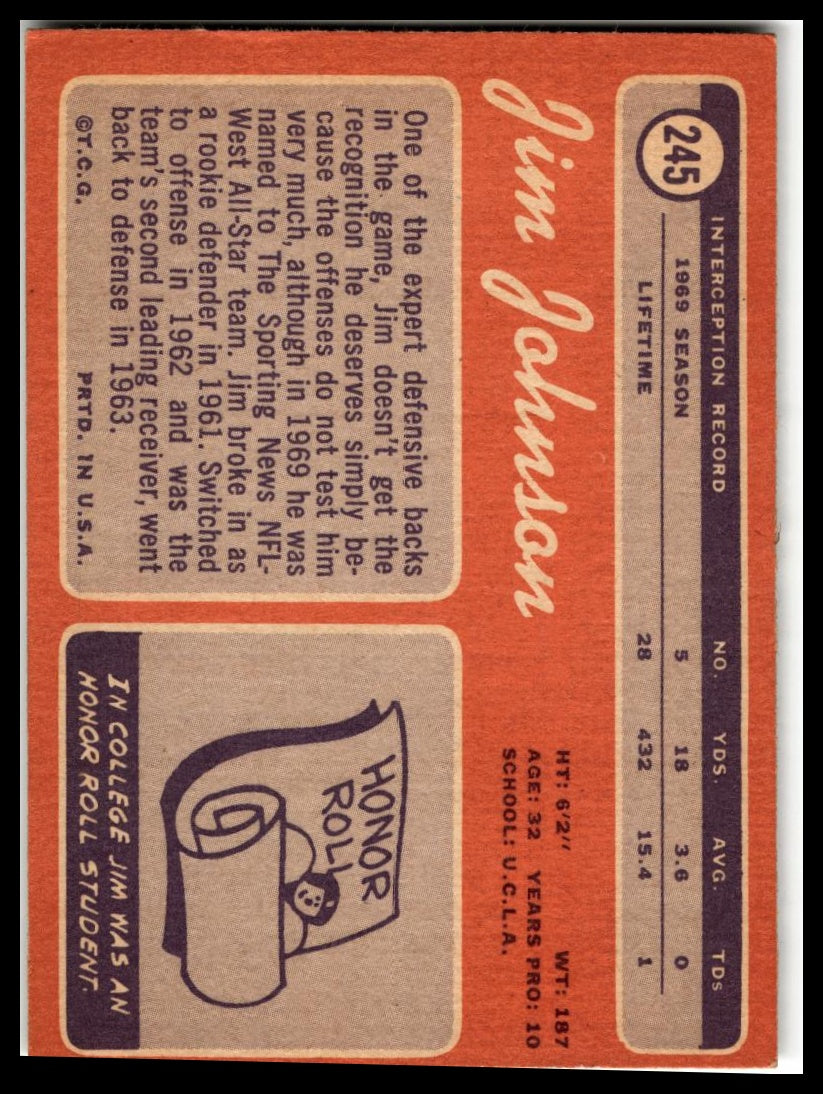 245
INTERCEPTION RECORD NO. YDS. AVG. TDs
1969 SEASON 5 18 3.6 0
LIFETIME 28 432 15.4 1
Jim Johnson
HT: 6'2" WT: 187
AGE: 32 YEARS PRO: 10
SCHOOL: U.C.L.A.
One of the expert defensive backs
in the game, Jim doesn't get the
recognition he deserves simply be-
cause the offenses do not test him
very much, although in 1969 he was
named to The Sporting News NFL-
West All-Star team. Jim broke in as
a rookie defender in 1961. Switched
to offense in 1962 and was the
team's second leading receiver, went
back to defense in 1963.
©T.C.G. PRTD. IN U.S.A.
HONOR
ROLL
IN COLLEGE JIM WAS AN
HONOR ROLL STUDENT.